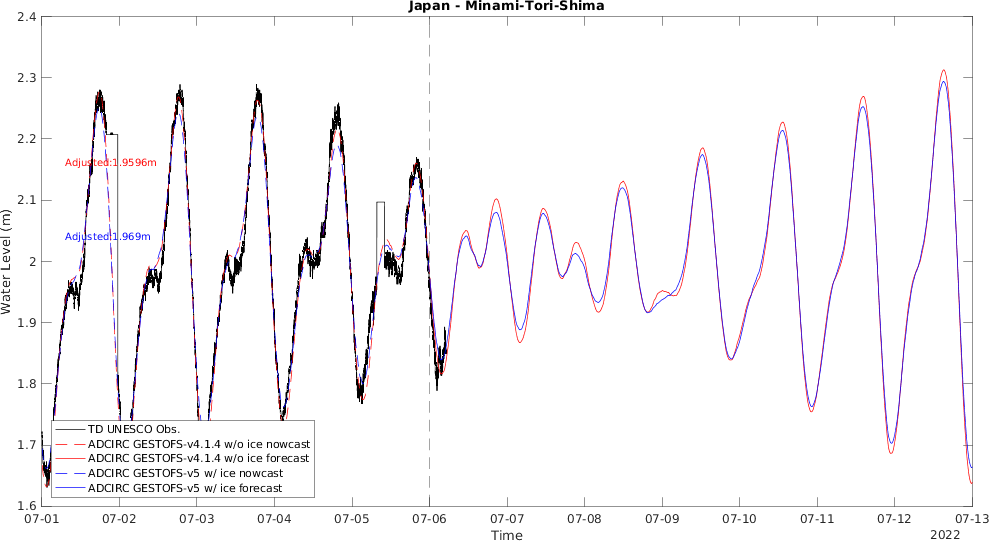 Japan - Minami-Tori-Shima
2.4
2.3
2.2
2.1
2
1.9
1.8
1.7
1.6
Water Level (m)
Adjusted:1.9596m
Adjusted:1.969m
TD UNESCO Obs.
ADCIRC GESTOFS-v4.1.4 w/o ice nowcast
ADCIRC GESTOFS-v4.1.4 w/o ice forecast
ADCIRC GESTOFS-v5 w/ ice nowcast
ADCIRC GESTOFS-v5 w/ ice forecast
07-01 07-02 07-03 07-04 07-05 07-06 07-07 07-08 07-09 07-10 07-11 07-12 07-13
Time
2022